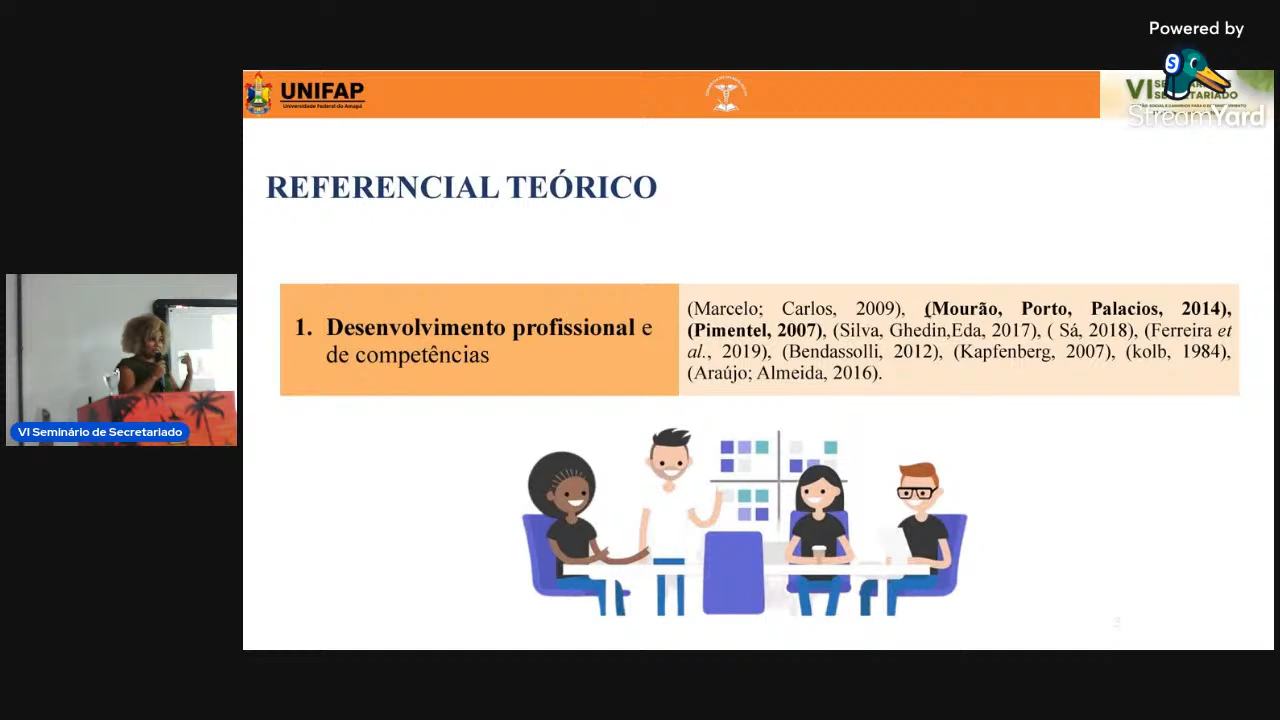 Powered by
StreamYard
UNIFAP
Universidade Federal do Amapá
VI
REFERENCIAL TEÓRICO
1. Desenvolvimento profissional e
de competências
(Marcelo; Carlos, 2009), (Mourão, Porto, Palacios, 2014),
(Pimentel, 2007), (Silva, Ghedin,Eda, 2017), ( Sá, 2018), (Ferreira et
al., 2019), (Bendassolli, 2012), (Kapfenberg, 2007), (kolb, 1984),
(Araújo; Almeida, 2016).
VI Seminário de Secretariado